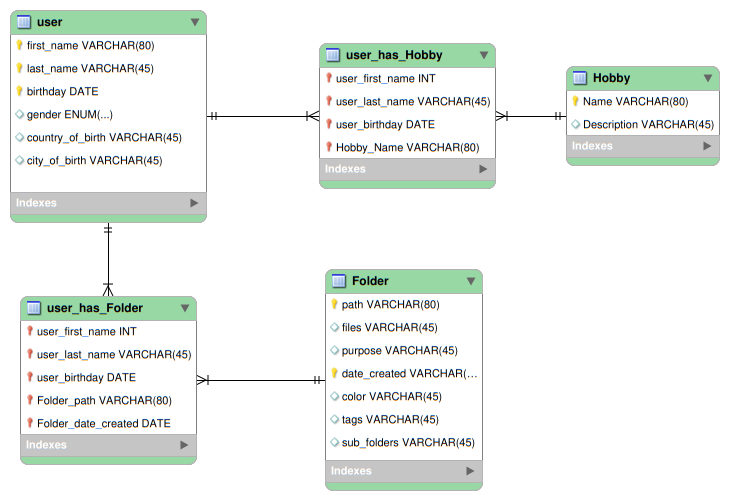 user
first_name VARCHAR(80)
last_name VARCHAR(45)
birthday DATE
gender ENUM(...)
country_of_birth VARCHAR(45)
city_of_birth VARCHAR(45)
Indexes
user_has_Hobby
user_first_name INT
user_last_name VARCHAR(45)
user_birthday DATE
Hobby_Name VARCHAR(80)
Indexes
Hobby
Name VARCHAR(80)
Description VARCHAR(45)
Indexes
user_has_Folder
user_first_name INT
user_last_name VARCHAR(45)
user_birthday DATE
Folder_path VARCHAR(80)
Folder_date_created DATE
Indexes
Folder
path VARCHAR(80)
files VARCHAR(45)
purpose VARCHAR(45)
date_created VARCHAR(...
color VARCHAR(45)
tags VARCHAR(45)
sub_folders VARCHAR(45)
Indexes